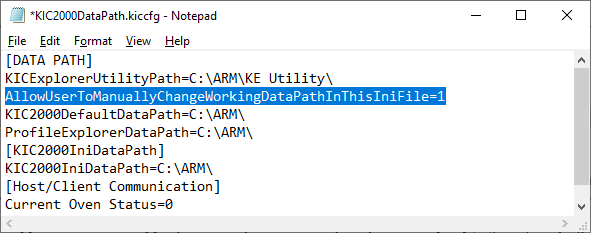 *KIC2000DataPath.kiccfg - Notepad
File Edit Format View Help
[DATA PATH]
KICExplorerUtilityPath=C:\ARM\KE Utility\
AllowUserToManuallyChangeWorkingDataPathInThisIniFile=1
KIC2000DefaultDataPath=C:\ARM\
ProfileExplorerDataPath=C:\ARM\
[KIC2000IniDataPath]
KIC2000IniDataPath=C:\ARM\
[Host/Client Communication]
Current Oven Status=0